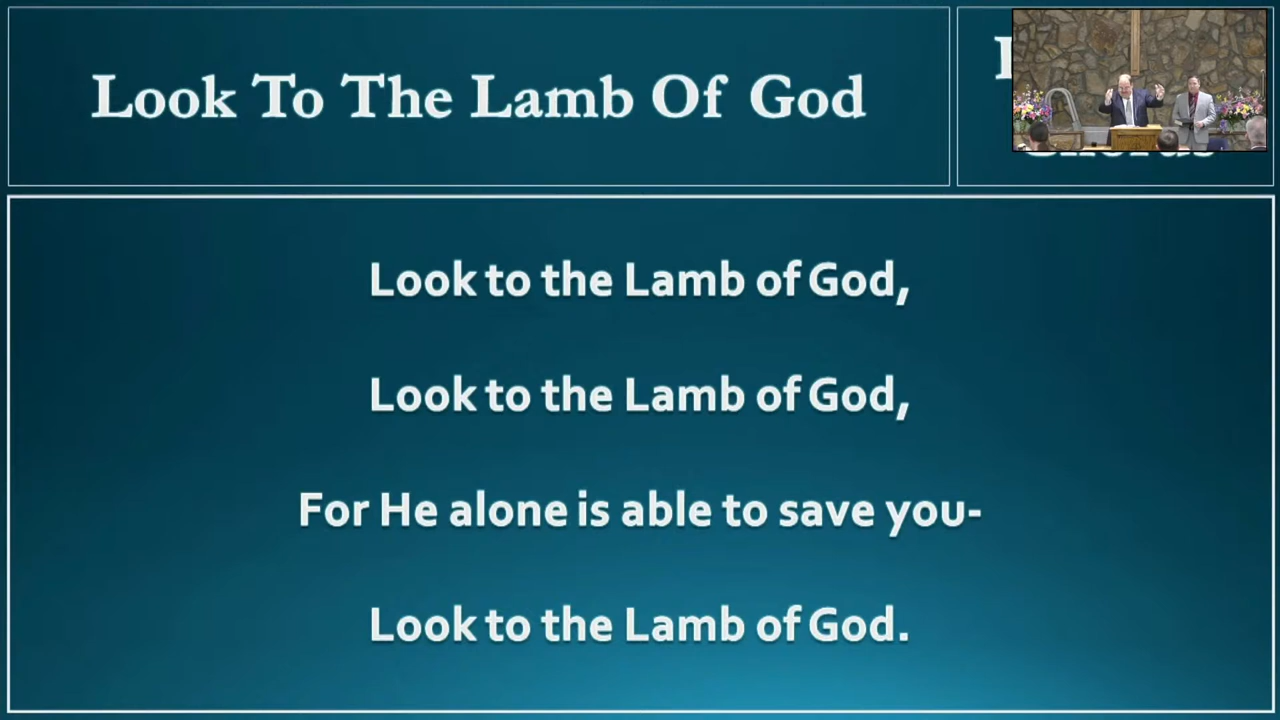 Look To The Lamb Of God
Look to the Lamb of God,
Look to the Lamb of God,
For He alone is able to save you-
Look to the Lamb of God.